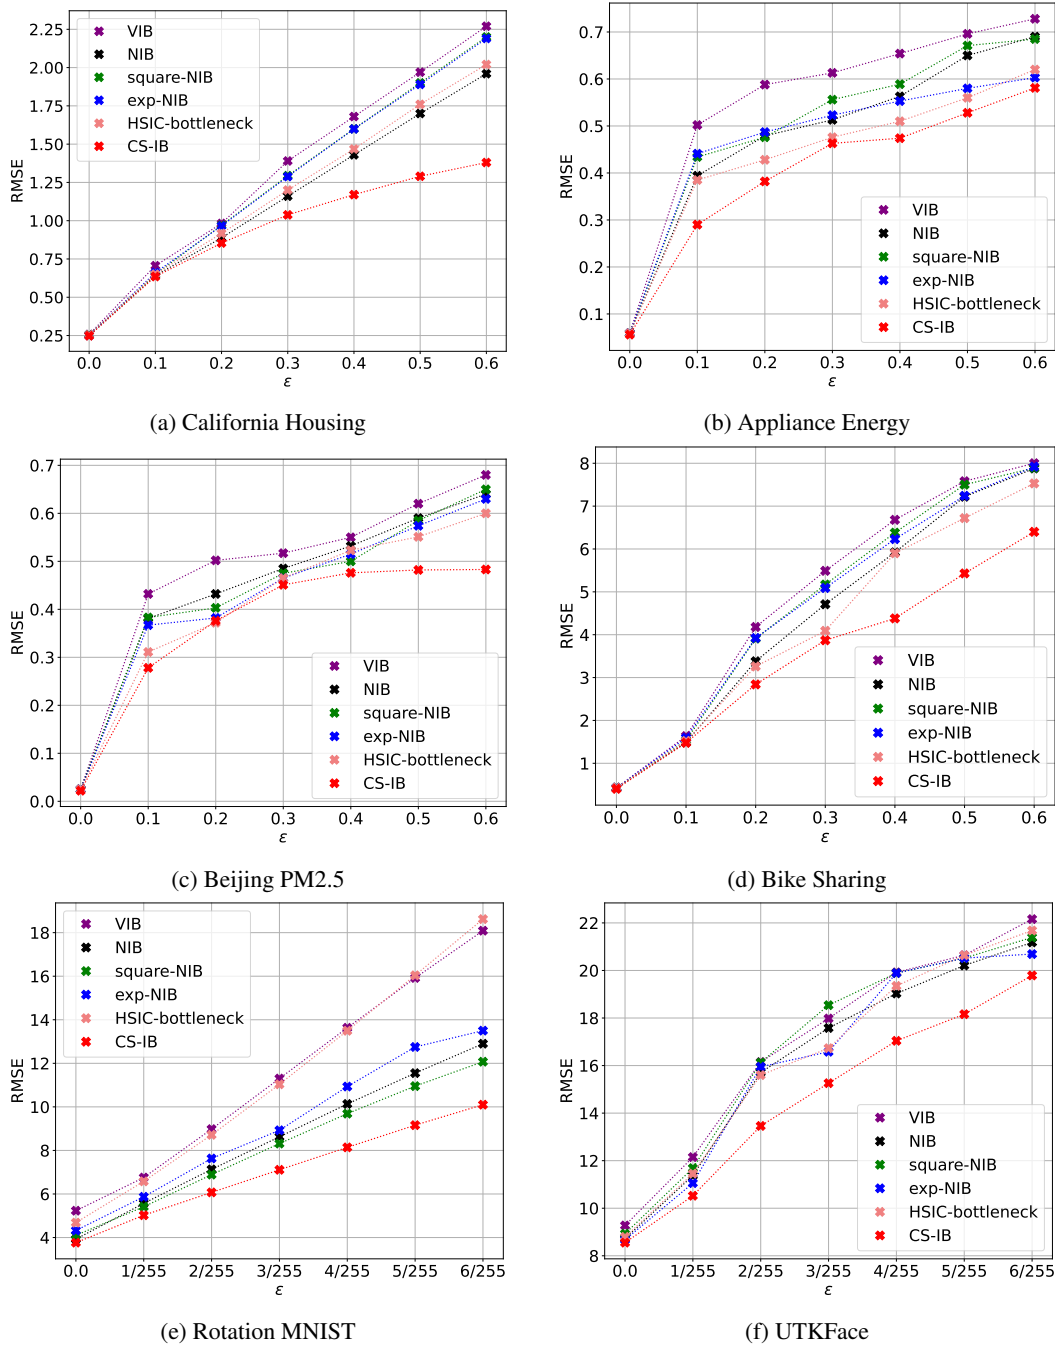 2.25
2.00
1.75
1.50
1.25
1.00
0.75
0.50
0.25
RMSE
VIB
NIB
square-NIB
exp-NIB
HSIC-bottleneck
CS-IB
0.0 0.1 0.2 0.3 0.4 0.5 0.6
ε
(a) California Housing
0.7
0.6
0.5
0.4
0.3
0.2
0.1
RMSE
VIB
NIB
square-NIB
exp-NIB
HSIC-bottleneck
CS-IB
0.0 0.1 0.2 0.3 0.4 0.5 0.6
ε
(b) Appliance Energy
0.7
0.6
0.5
0.4
0.3
0.2
0.1
0.0
RMSE
VIB
NIB
square-NIB
exp-NIB
HSIC-bottleneck
CS-IB
0.0 0.1 0.2 0.3 0.4 0.5 0.6
ε
(c) Beijing PM2.5
8
7
6
5
4
3
2
1
RMSE
VIB
NIB
square-NIB
exp-NIB
HSIC-bottleneck
CS-IB
0.0 0.1 0.2 0.3 0.4 0.5 0.6
ε
(d) Bike Sharing
18
16
14
12
10
8
6
4
RMSE
VIB
NIB
square-NIB
exp-NIB
HSIC-bottleneck
CS-IB
0.0 1/255 2/255 3/255 4/255 5/255 6/255
ε
(e) Rotation MNIST
22
20
18
16
14
12
10
8
RMSE
VIB
NIB
square-NIB
exp-NIB
HSIC-bottleneck
CS-IB
0.0 1/255 2/255 3/255 4/255 5/255 6/255
ε
(f) UTKFace